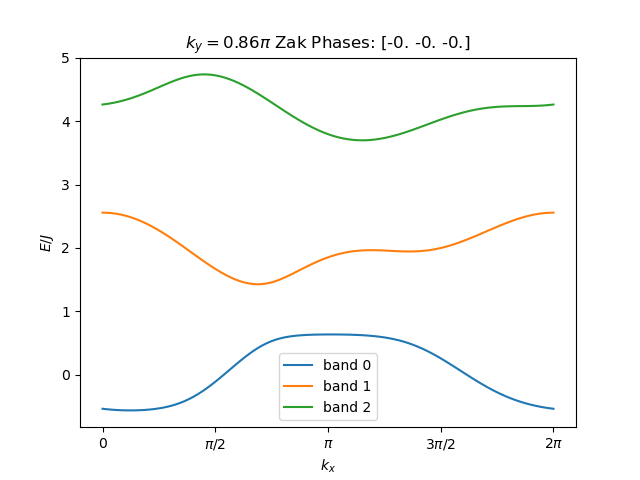 $k_y = 0.86\pi$ Zak Phases: [-0. -0. -0.]
5
4
3
2
1
0
E/J
band 0
band 1
band 2
0
π/2
π
3π/2
2π
$k_x$